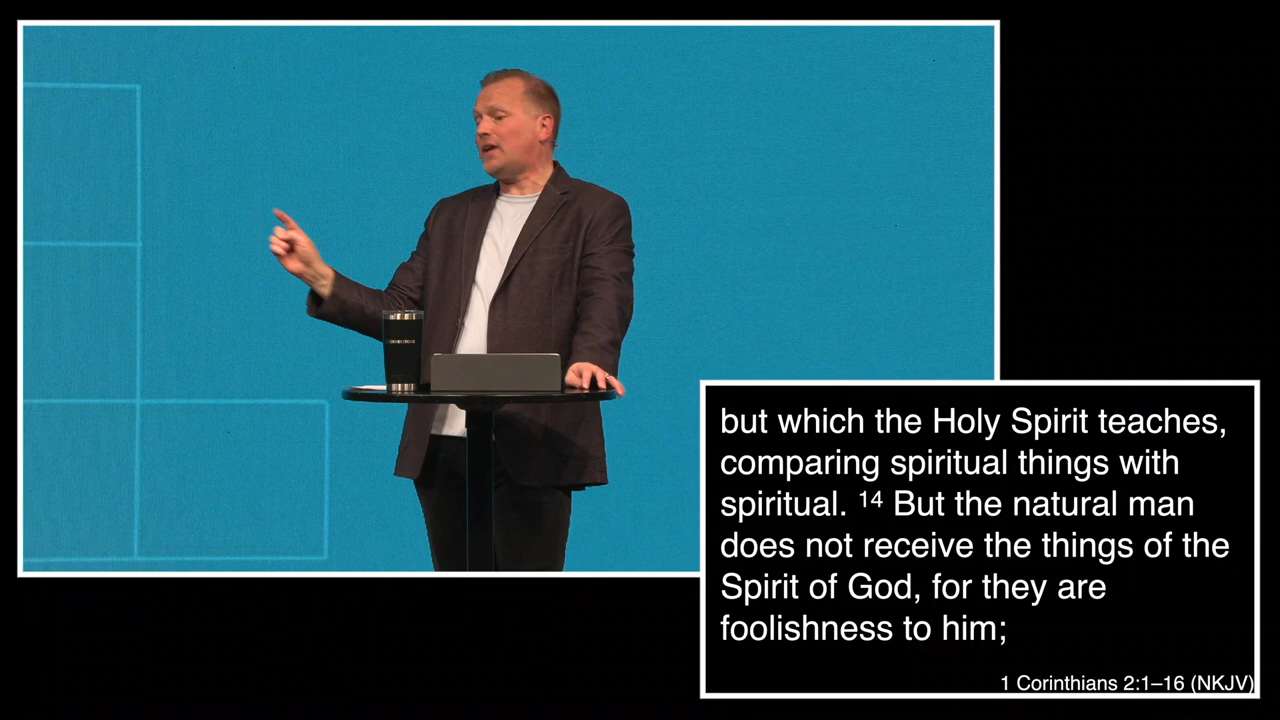 but which the Holy Spirit teaches,
comparing spiritual things with
spiritual. ¹⁴ But the natural man
does not receive the things of the
Spirit of God, for they are
foolishness to him;
1 Corinthians 2:1–16 (NKJV)